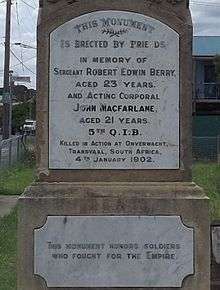 THIS MONUMENT
IS ERECTED BY FRIE DS
IN MEMORY OF
SERGEANT ROBERT EDWIN BERRY,
AGED 23 YEARS,
AND ACTING CORPORAL
JOHN MACFARLANE,
AGED 21 YEARS,
5TH Q.I.B.
KILLED IN ACTION AT ONVERWACHT,
TRANSVAAL, SOUTH AFRICA,
4TH JANUARY 1902.
THIS MONUMENT HONORS SOLDIERS
WHO FOUGHT FOR THE EMPIRE.